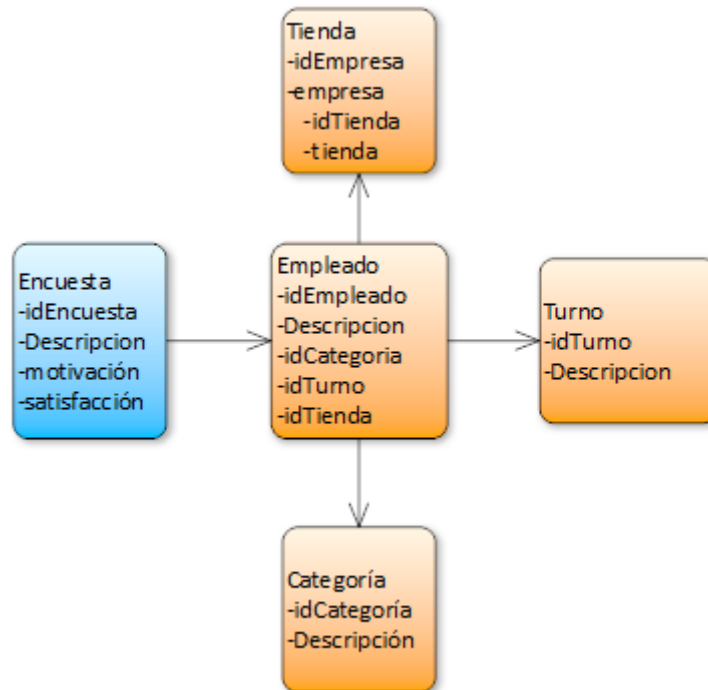 Tienda
-idEmpresa
-empresa
-idTienda
-tienda
Encuesta
-idEncuesta
-Descripcion
-motivación
-satisfacción
Empleado
-idEmpleado
-Descripcion
-idCategoria
-idTurno
-idTienda
Turno
-idTurno
-Descripcion
Categoría
-idCategoría
-Descripción